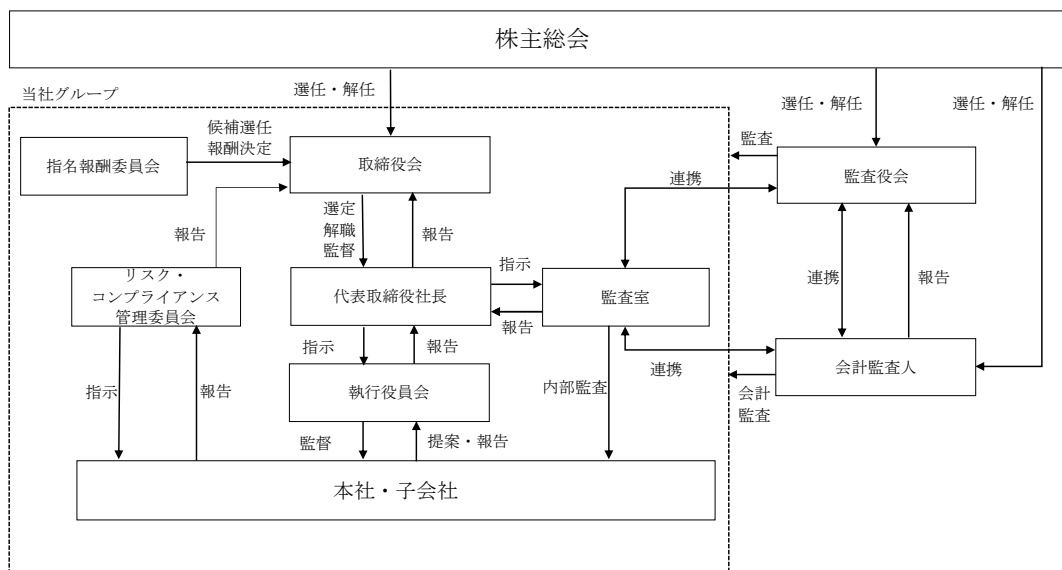 株主総会
当社グループ
選任・解任
選任・解任
選任・解任
指名報酬委員会
候補選任
報酬決定
取締役会
監査
監査役会
連携
報告
選定
解職
監督
報告
指示
連携
報告
リスク・
コンプライアンス
管理委員会
代表取締役社長
監査室
報告
指示
報告
連携
会計監査人
指示
報告
執行役員会
内部監査
会計
監査
監督
提案・報告
本社・子会社